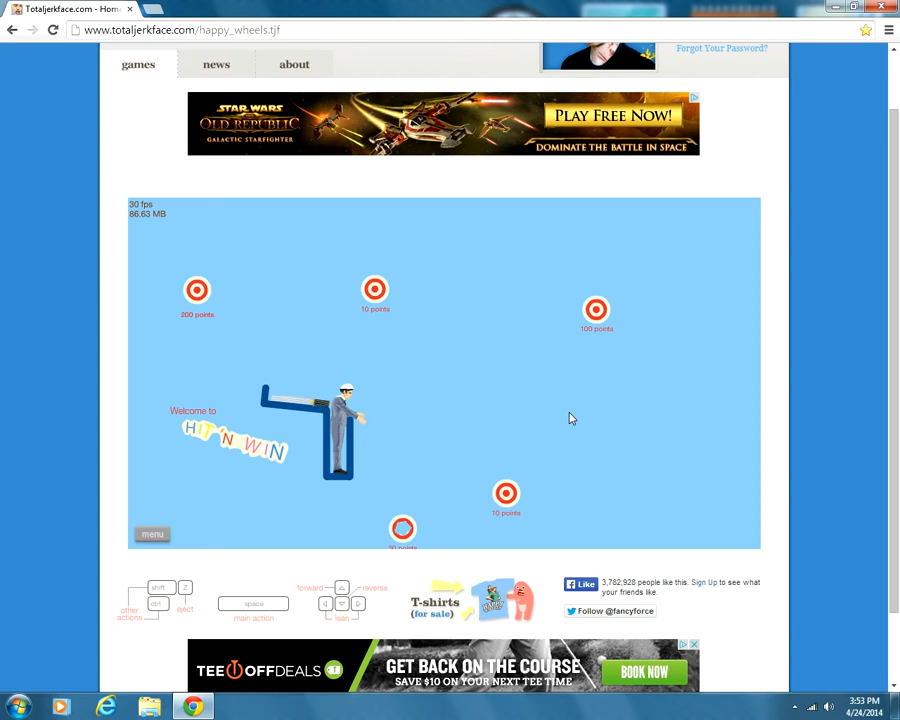 Totaljerkface.com - Hom
www.totaljerkface.com/happy_wheels.tjf
games
news
about
Forgot Your Password?
STAR WARS
OLD REPUBLIC
GALACTIC STARFIGHTER
PLAY FREE NOW!
DOMINATE THE BATTLE IN SPACE
30 fps
86.63 MB
200 points
10 points
100 points
Welcome to
HIT 'N WIN
10 points
30 points
menu
shift
Z
ctrl
other
actions
eject
space
main action
forward
reverse
lean
T-shirts
(for sale)
Like
3,782,928 people like this. Sign Up to see what
your friends like.
Follow @fancyforce
TEE OFF DEALS
GET BACK ON THE COURSE
SAVE $10 ON YOUR NEXT TEE TIME
BOOK NOW
3:53 PM
4/24/2014